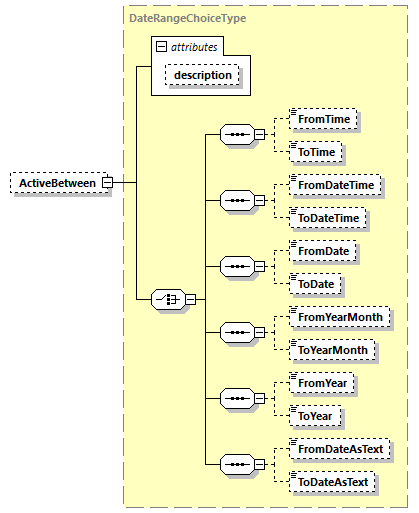 DateRangeChoiceType
attributes
description
FromTime
ToTime
ActiveBetween
FromDateTime
ToDateTime
FromDate
ToDate
FromYearMonth
ToYearMonth
FromYear
ToYear
FromDateAsText
ToDateAsText